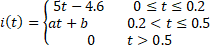 i(t) = { 5t − 4.6    0 ≤ t ≤ 0.2
at + b    0.2 < t ≤ 0.5
0    t > 0.5